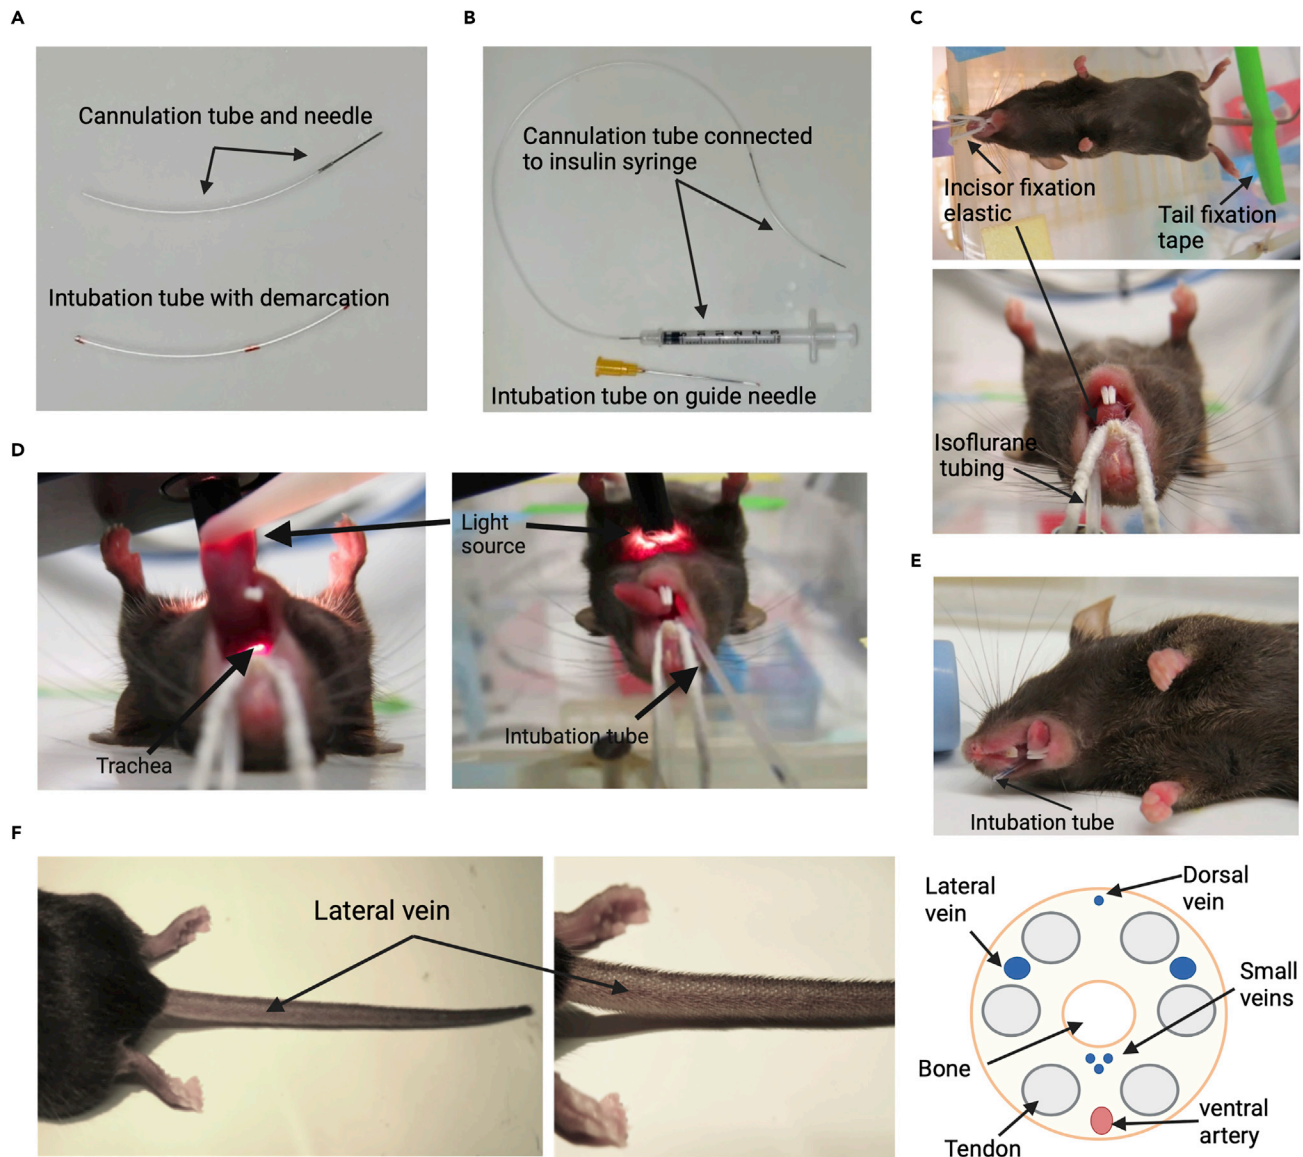 A
B
C
Cannulation tube and needle
Intubation tube with demarcation
Cannulation tube connected
to insulin syringe
Intubation tube on guide needle
Incisor fixation
elastic
Tail fixation
tape
Isoflurane
tubing
D
Light
source
Trachea
Intubation tube
E
Intubation tube
F
Lateral vein
Lateral
vein
Dorsal
vein
Small
veins
Bone
Tendon
ventral
artery